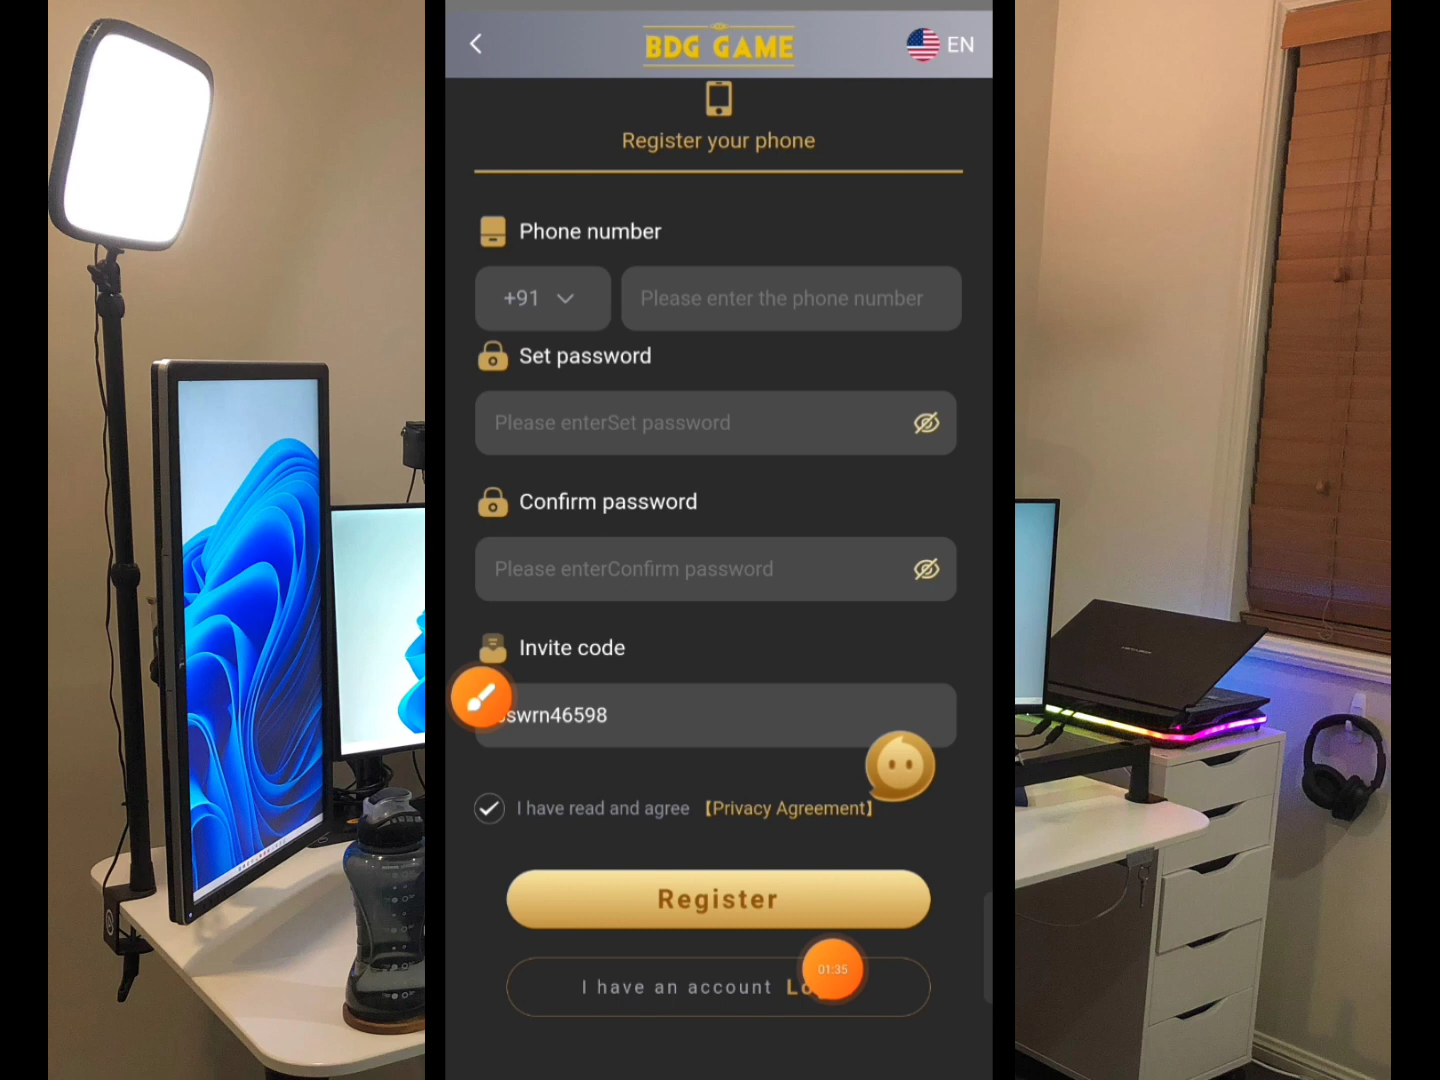 BDG GAME
EN
Register your phone
Phone number
+91
Please enter the phone number
Set password
Please enterSet password
Confirm password
Please enterConfirm password
Invite code
swrn46598
I have read and agree 【Privacy Agreement】
Register
01:35
I have an account